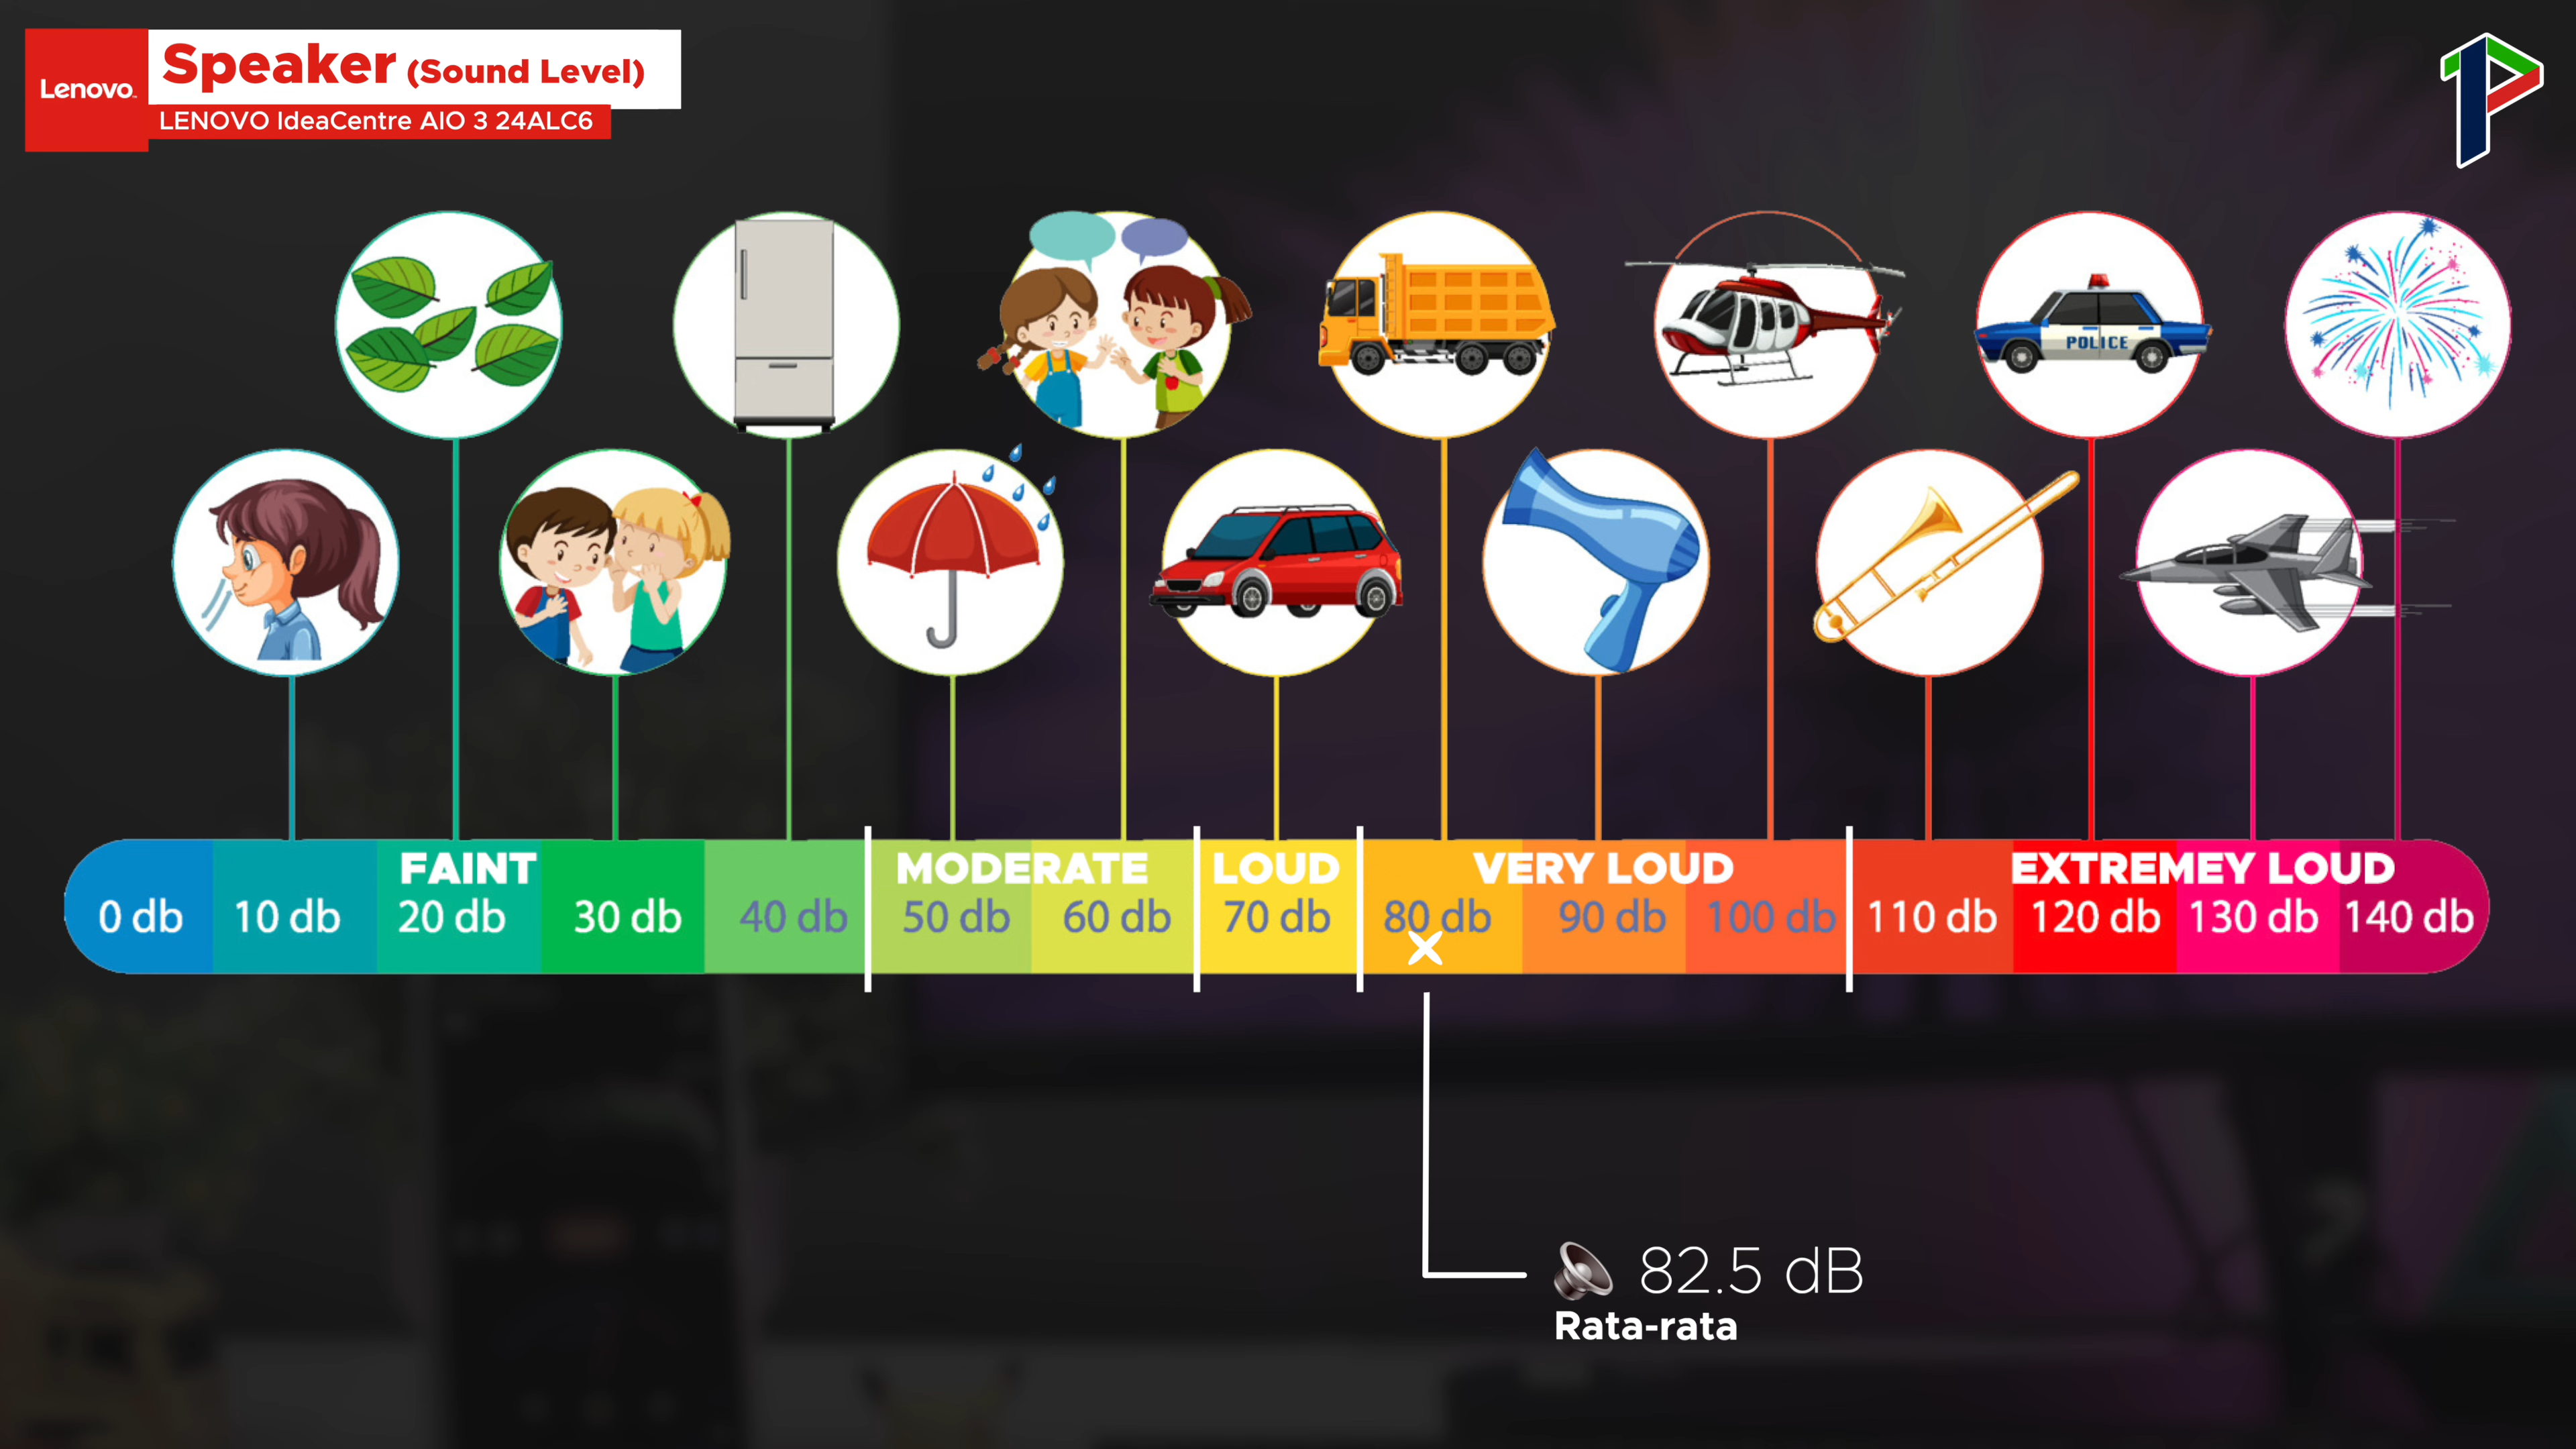 Lenovo
Speaker (Sound Level)
LENOVO IdeaCentre AIO 3 24ALC6
POLICE
FAINT
MODERATE
LOUD
VERY LOUD
EXTREMEY LOUD
0 db
10 db
20 db
30 db
40 db
50 db
60 db
70 db
80 db
90 db
100 db
110 db
120 db
130 db
140 db
82.5 dB
Rata-rata